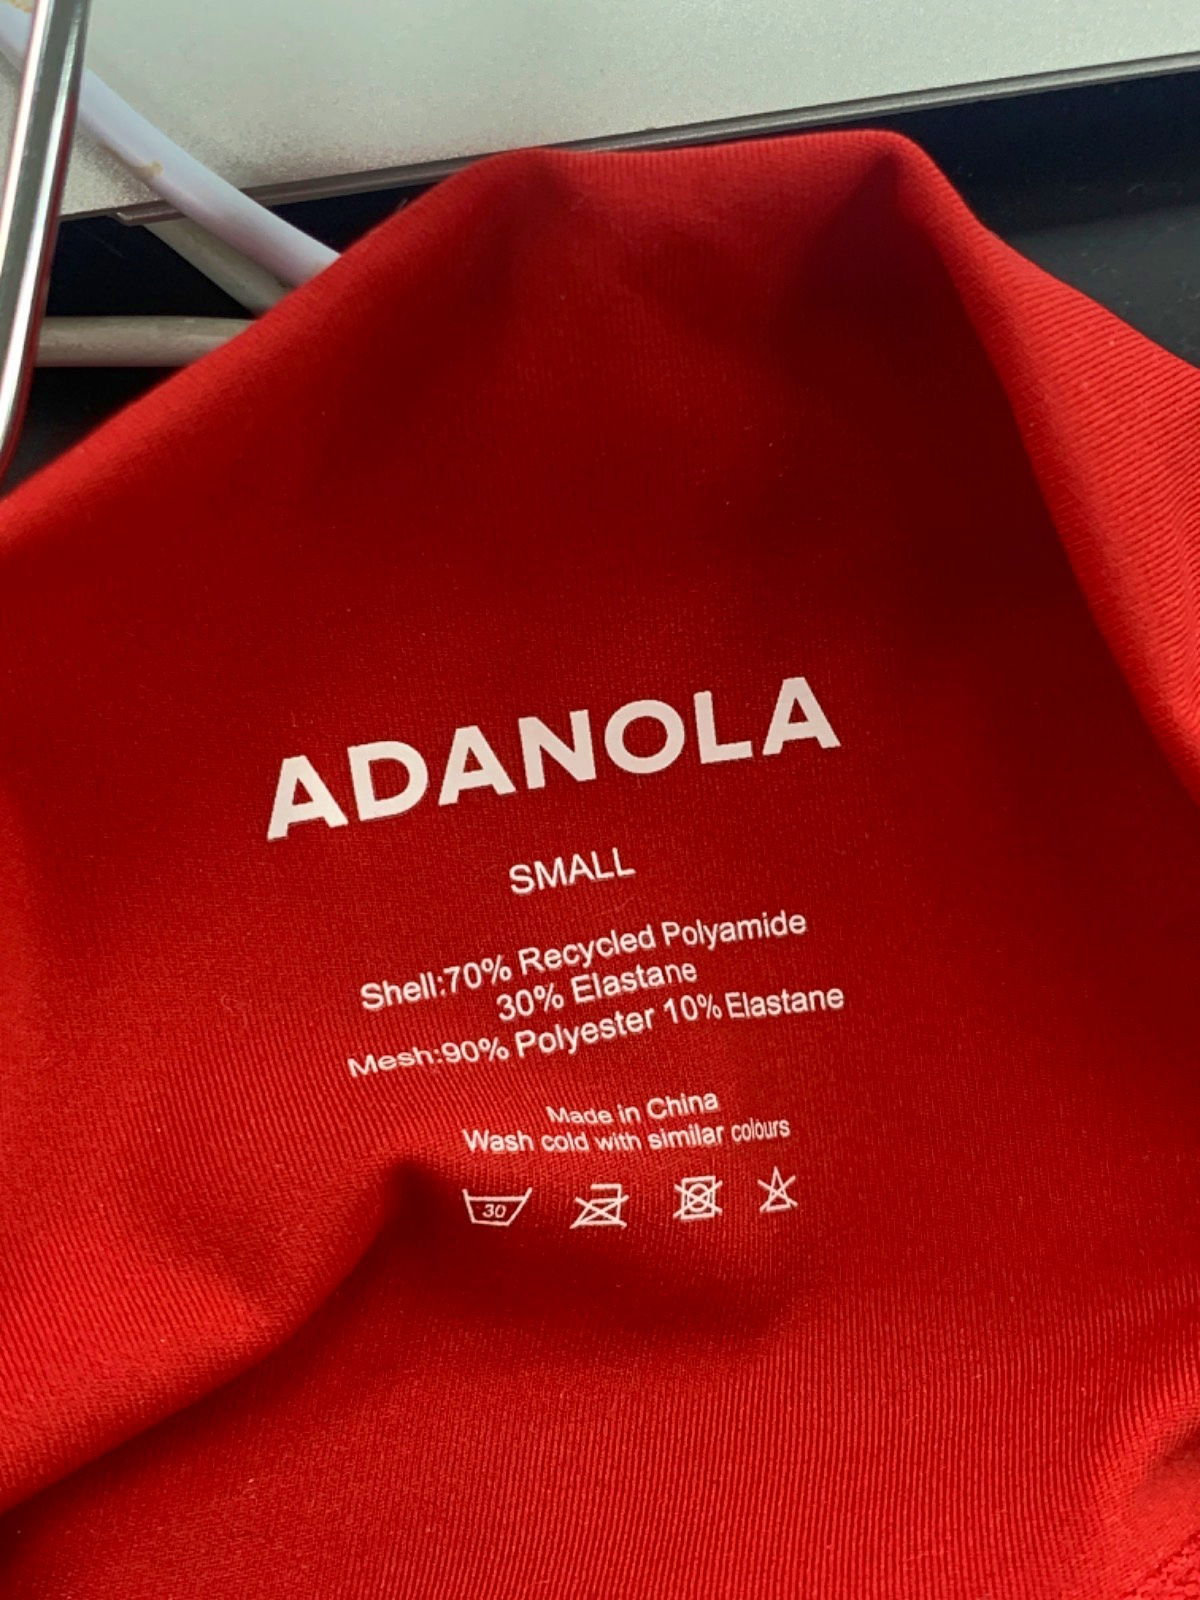 ADANOLA
SMALL
Shell:70% Recycled Polyamide
30% Elastane
Mesh:90% Polyester 10% Elastane
Made in China
Wash cold with similar colours
30